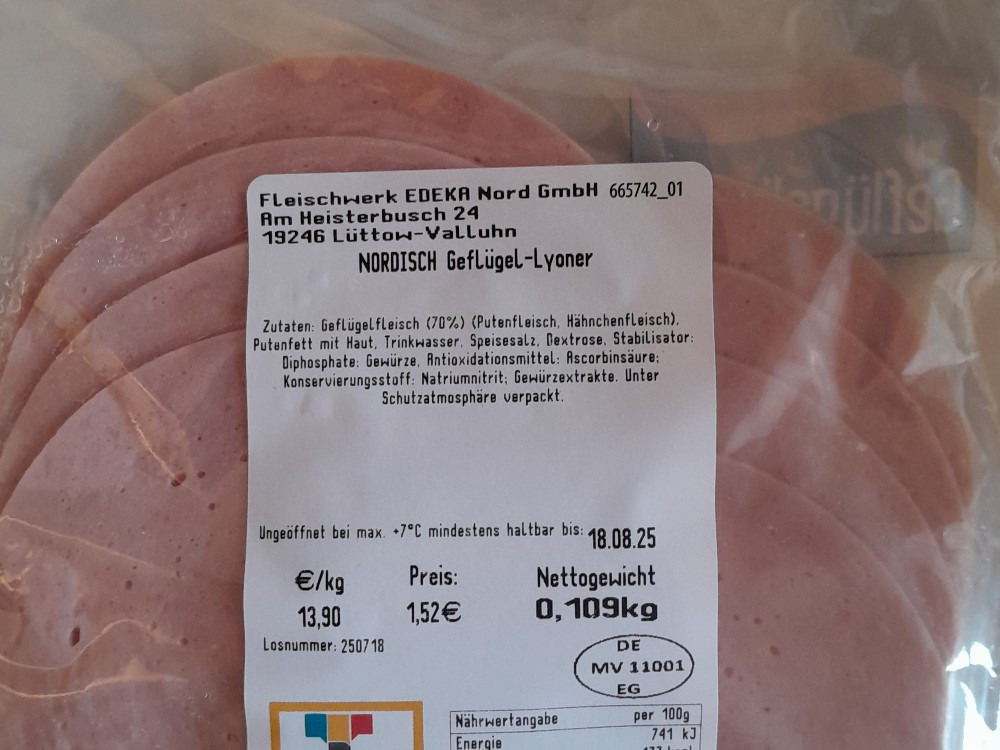 Fleischwerk EDEKA Nord GmbH 665742_01
Am Heisterbusch 24
19246 Lüttow-Valluhn
NORDISCH Geflügel-Lyoner
Zutaten: Geflügelfleisch (70%) (Putenfleisch, Hähnchenfleisch),
Putenfett mit Haut, Trinkwasser, Speisesalz, Dextrose, Stabilisator:
Diphosphate; Gewürze, Antioxidationsmittel: Ascorbinsäure;
Konservierungsstoff: Natriumnitrit; Gewürzextrakte. Unter
Schutzatmosphäre verpackt.
Ungeöffnet bei max. +7°C mindestens haltbar bis: 18.08.25
€/kg Preis: Nettogewicht
13,90 1,52€ 0,109kg
Losnummer: 250718
DE
MV 11001
EG
Nährwertangabe per 100g
Energie 741 kJ